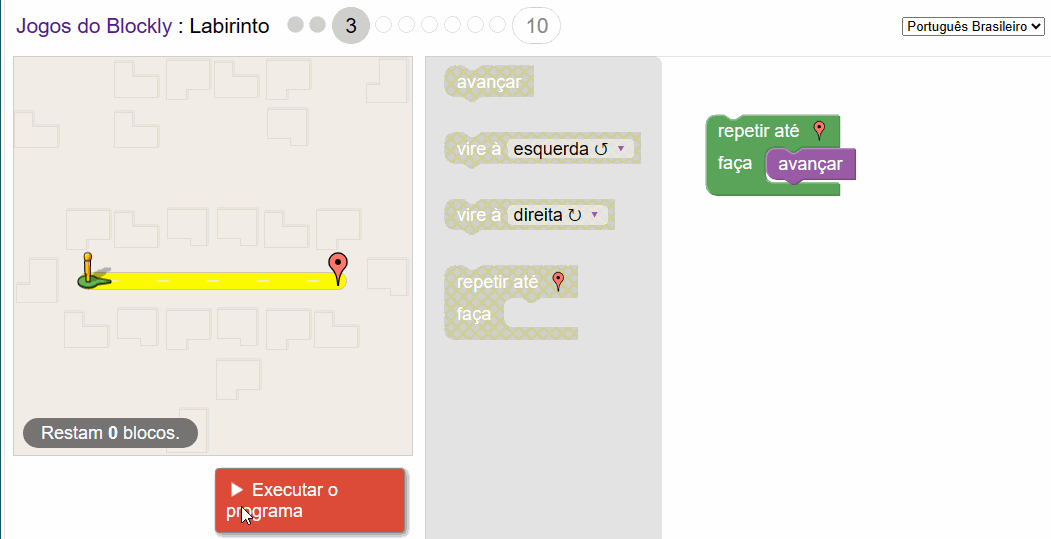 Jogos do Blockly : Labirinto 3 10 Português Brasileiro
avançar
vire à esquerda ↺ ▼
vire à direita ↻ ▼
repetir até
faça
repetir até
faça avançar
Restam 0 blocos.
Executar o
programa